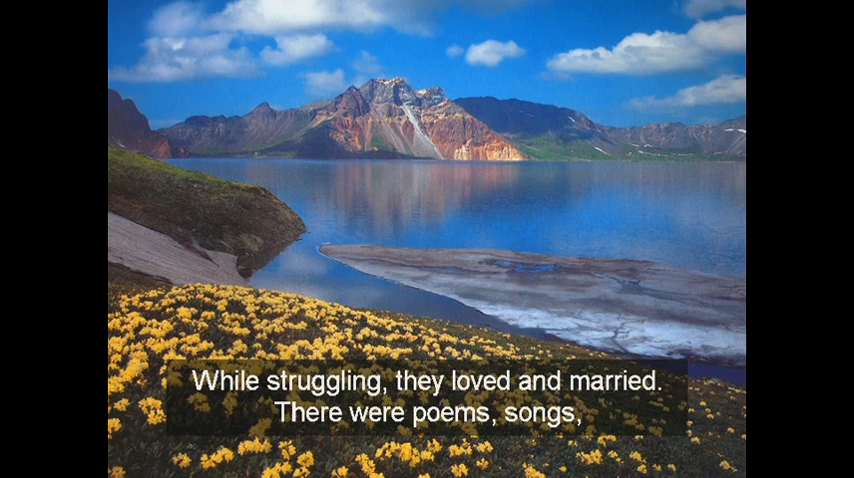 While struggling, they loved and married.
There were poems, songs,